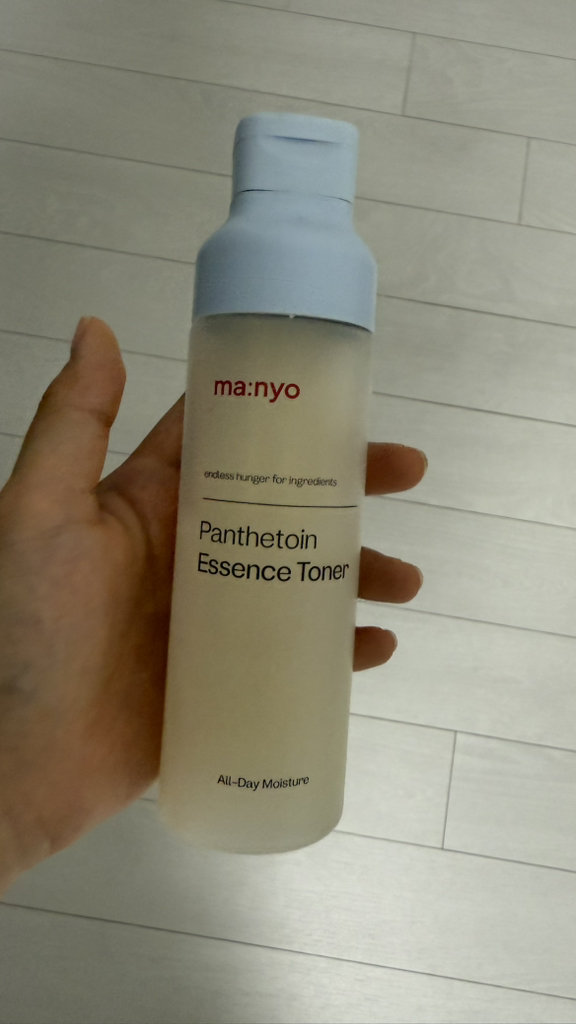 ma:nyo
endless hunger for ingredients
Panthetoin
Essence Toner
All-Day Moisture